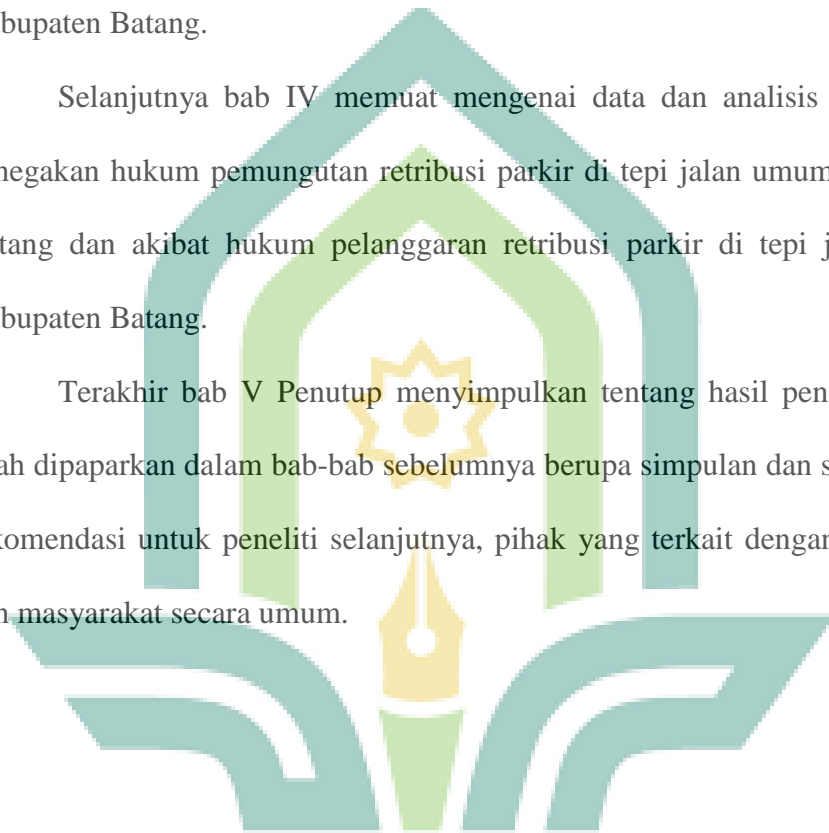 abupaten Batang.
Selanjutnya bab IV memuat mengenai data dan analisis
negakan hukum pemungutan retribusi parkir di tepi jalan umum
tang dan akibat hukum pelanggaran retribusi parkir di tepi j
abupaten Batang.
Terakhir bab V Penutup menyimpulkan tentang hasil pen
ah dipaparkan dalam bab-bab sebelumnya berupa simpulan dan s
komendasi untuk peneliti selanjutnya, pihak yang terkait dengan
n masyarakat secara umum.